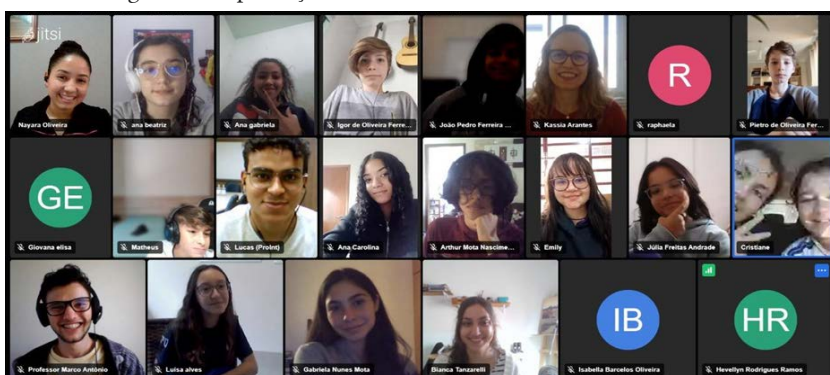 jitsi
Nayara Oliveira
ana beatriz
Ana gabriela
Igor de Oliveira Ferre...
João Pedro Ferreira ...
Kassia Arantes
R
raphaela
Pietro de Oliveira Fer...
GE
Giovana elisa
Matheus
Lucas (ProInt)
Ana Carolina
Arthur Mota Nascime...
Emily
Júlia Freitas Andrade
Cristiane
Professor Marco Antônio
Luísa alves
Gabriela Nunes Mota
Bianca Tanzarelli
IB
Isabella Barcelos Oliveira
HR
Hevellyn Rodrigues Ramos